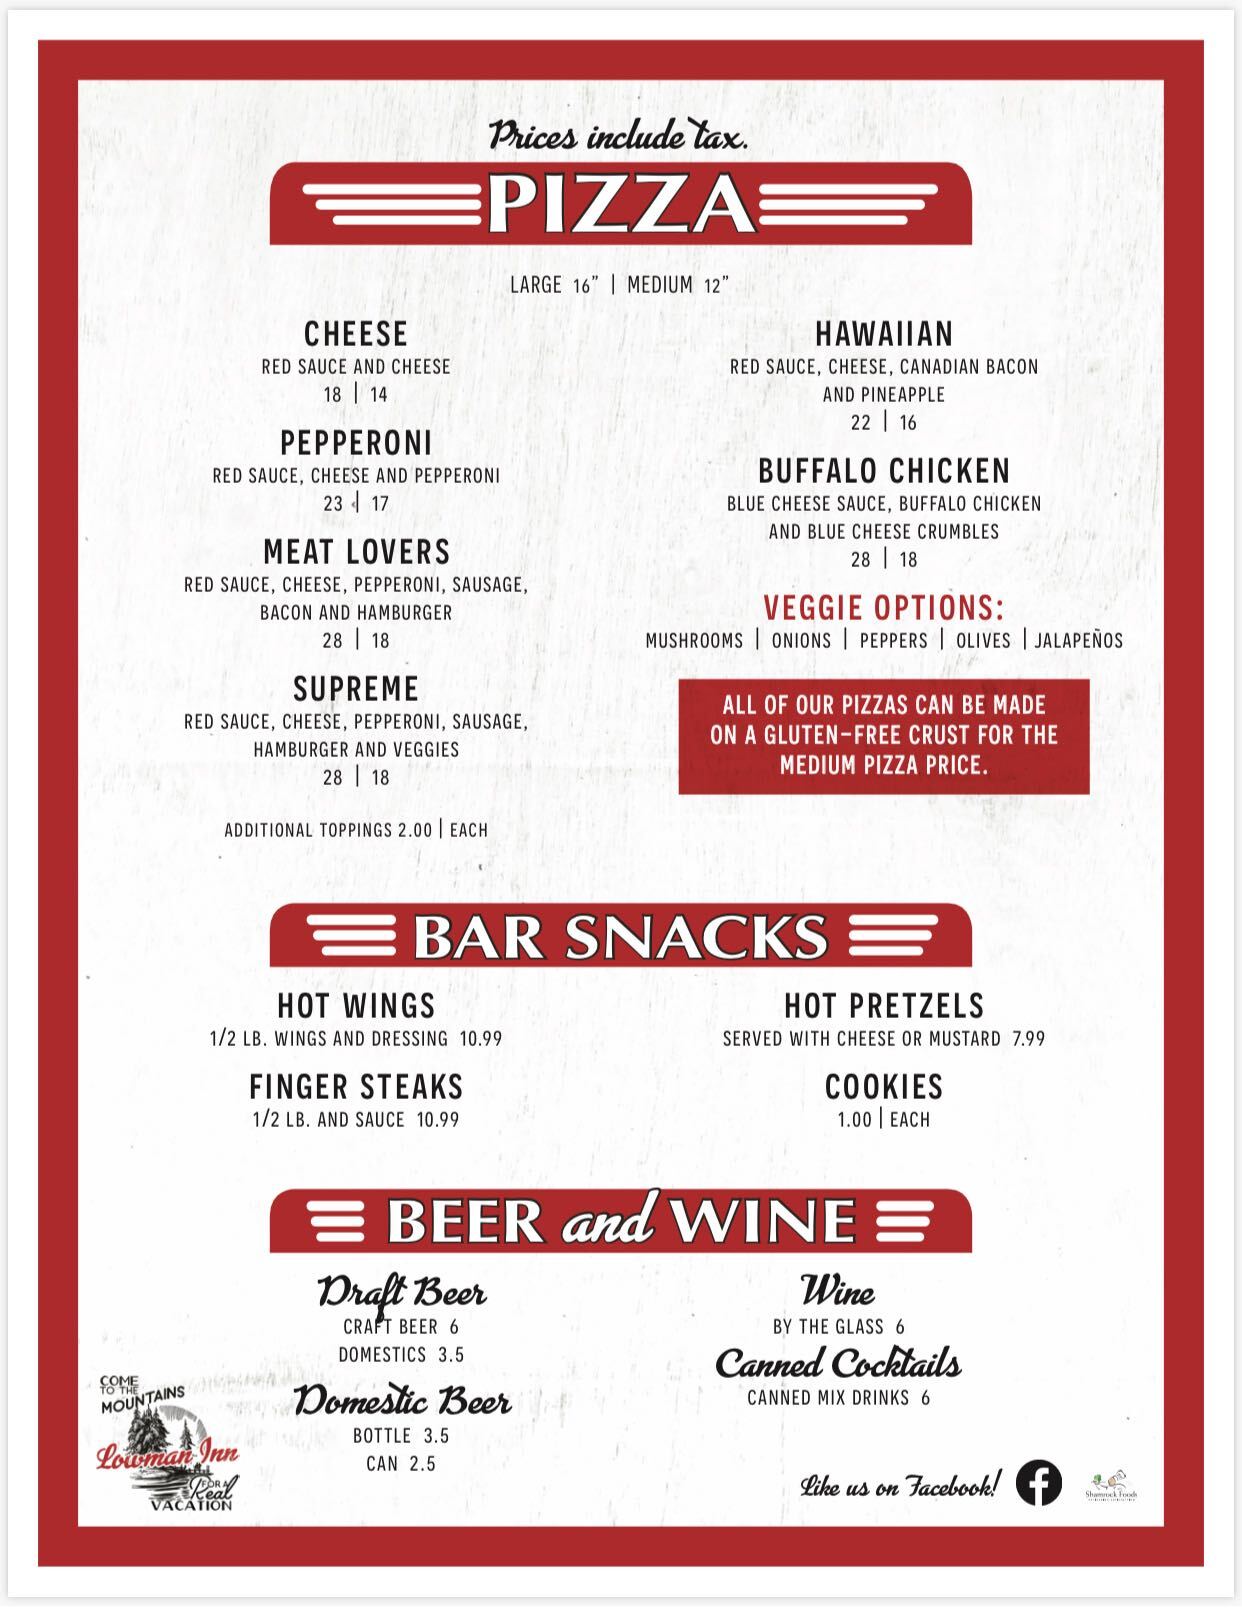 Prices include tax.
PIZZA
LARGE 16” | MEDIUM 12”
CHEESE
RED SAUCE AND CHEESE
18 | 14
PEPPERONI
RED SAUCE, CHEESE AND PEPPERONI
23 | 17
MEAT LOVERS
RED SAUCE, CHEESE, PEPPERONI, SAUSAGE,
BACON AND HAMBURGER
28 | 18
SUPREME
RED SAUCE, CHEESE, PEPPERONI, SAUSAGE,
HAMBURGER AND VEGGIES
28 | 18
ADDITIONAL TOPPINGS 2.00 | EACH
HAWAIIAN
RED SAUCE, CHEESE, CANADIAN BACON
AND PINEAPPLE
22 | 16
BUFFALO CHICKEN
BLUE CHEESE SAUCE, BUFFALO CHICKEN
AND BLUE CHEESE CRUMBLES
28 | 18
VEGGIE OPTIONS:
MUSHROOMS | ONIONS | PEPPERS | OLIVES | JALAPEÑOS
ALL OF OUR PIZZAS CAN BE MADE
ON A GLUTEN-FREE CRUST FOR THE
MEDIUM PIZZA PRICE.
BAR SNACKS
HOT WINGS
1/2 LB. WINGS AND DRESSING 10.99
FINGER STEAKS
1/2 LB. AND SAUCE 10.99
HOT PRETZELS
SERVED WITH CHEESE OR MUSTARD 7.99
COOKIES
1.00 | EACH
BEER and WINE
Draft Beer
CRAFT BEER 6
DOMESTICS 3.5
Domestic Beer
BOTTLE 3.5
CAN 2.5
Wine
BY THE GLASS 6
Canned Cocktails
CANNED MIX DRINKS 6
COME
TO THE
MOUNTAINS
Lowman Inn
FOR A
Real
VACATION
Like us on Facebook!
Shamrock Foods